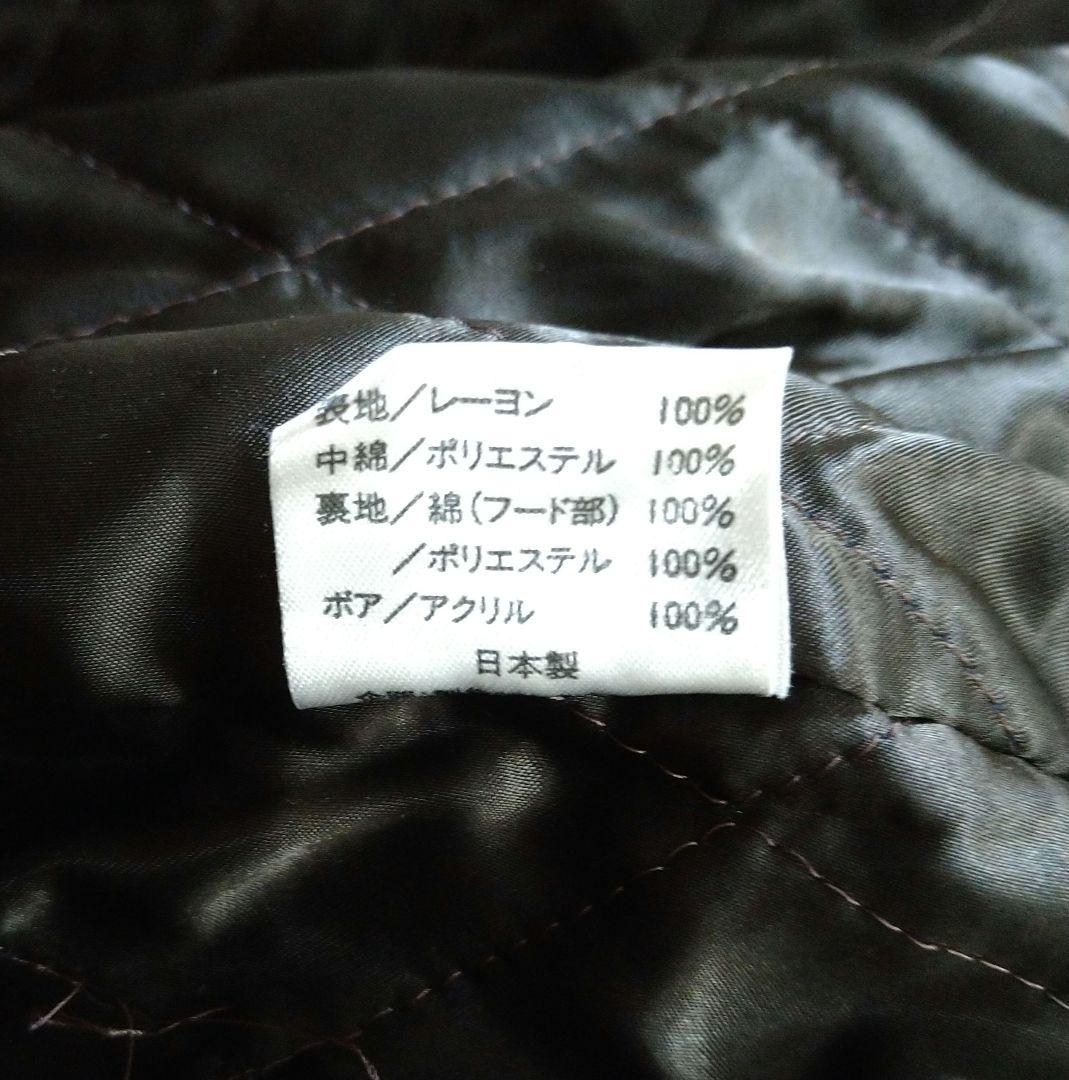 表地/レーヨン 100%
中綿/ポリエステル 100%
裏地/綿(フード部) 100%
/ポリエステル 100%
ボア/アクリル 100%
日本製